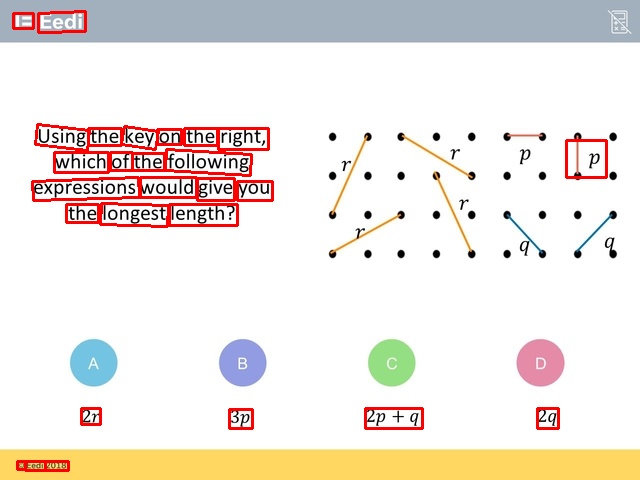 Eedi
Using the key on the right,
which of the following
expressions would give you
the longest length?
r r p p
r r q q
A B C D
2r 3p 2p + q 2q
© Eedi 2018